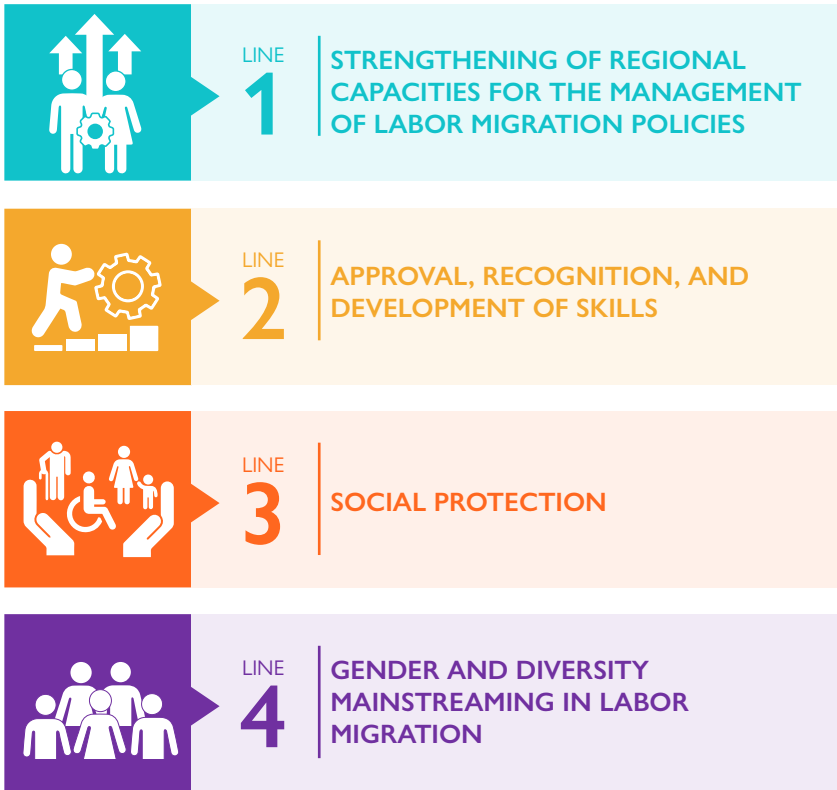 LINE
1
STRENGTHENING OF REGIONAL
CAPACITIES FOR THE MANAGEMENT
OF LABOR MIGRATION POLICIES
LINE
2
APPROVAL, RECOGNITION, AND
DEVELOPMENT OF SKILLS
LINE
3
SOCIAL PROTECTION
LINE
4
GENDER AND DIVERSITY
MAINSTREAMING IN LABOR
MIGRATION